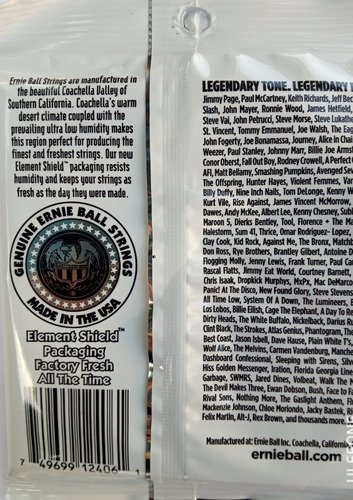 Ernie Ball Strings are manufactured in
the beautiful Coachella Valley of
Southern California. Coachella's warm
desert climate coupled with the
prevailing ultra low humidity makes
this region perfect for producing the
finest and freshest strings. Our new
Element Shield™ packaging resists
humidity and keeps your strings as
fresh as the day they were made.
GENUINE ERNIE BALL STRINGS
MADE IN THE USA
Element Shield™
Packaging
Factory Fresh
All The Time
7 49699 12406 1
LEGENDARY TONE. LEGENDARY
Jimmy Page, Paul McCartney, Keith Richards, Jeff Bec
Slash, John Mayer, Ronnie Wood, James Hetfield,
Steve Vai, John Petrucci, Steve Morse, Steve Lukathe
St. Vincent, Tommy Emmanuel, Joe Walsh, The Eag
John Fogerty, Joe Bonamassa, Journey, Alice in Chai
Weezer, Paul Stanley, Johnny Marr, Billie Joe Armst
Conor Oberst, Fall Out Boy, Rodney Crowell, A Perfect
AFI, Matt Bellamy, Smashing Pumpkins, Avenged Sev
The Offspring, Hunter Hayes, Violent Femmes, Vol
Billy Duffy, Nine Inch Nails, Tom DeLonge, Kenny W
Kurt Vile, Rise Against, James Vincent McMorrow,
Dawes, Andy McKee, Albert Lee, Kenny Chesney, Suici
Maroon 5, Dierks Bentley, Tool, Florence + The Ma
Halestorm, Sum 41, Thrice, Omar Rodriguez- Lopez,
Clay Cook, Kid Rock, Against Me, The Bronx, Matchb
Don Ross, Rye Brothers, Brantley Gilbert, Antoine D
Flogging Molly, Jenny Lewis, Frank Turner, Paul Car
Rascal Flatts, Jimmy Eat World, Courtney Barnett,
Chris Isaak, Dropkick Murphys, MxPx, Mac DeMarco
Panic! At The Disco, New Found Glory, Steve Stevens
All Time Low, System of A Down, The Lumineers, D
Los Lobos, Billie Eilish, Cage The Elephant, A Day To Re
Dirty Heads, The White Buffalo, Nickelback, Darius R
Clint Black, The Strokes, Atlas Genius, Phantogram, Tha
Best Coast, Jason Isbell, Dave Hause, Plain White T's,
Wolf Alice, The Melvins, Carmen Vandenberg, Manch
Dashboard Confessional, Sleeping with Sirens, Silve
Hiss Golden Messenger, Iration, Florida Georgia Line
Garbage, SWMRS, Jared Dines, Volbeat, Walk The M
The Devil Makes Three, Ewan Dobson, Bush, Face to Fa
Rival Sons, Nothing More, The Gaslight Anthem, Fl
Mackenzie Johnson, Chloe Moriondo, Jacky Bastek, R
Felix Martin, Alt-J, Rex Brown, and thousands more.
Manufactured at: Ernie Ball Inc. Coachella, Californi
ernieball.com